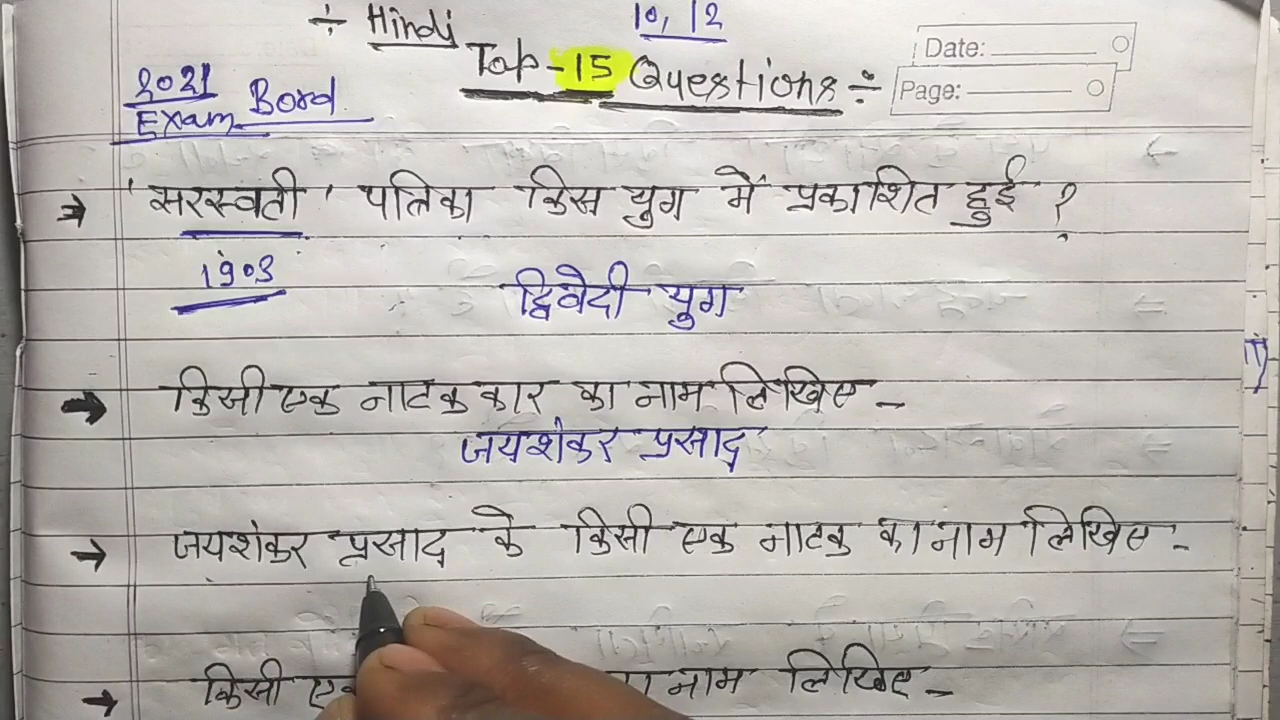 ÷ Hindi 10, 12
Top-15 Questions ÷
Date:
Page:
2021
Exam Bord
→ 'सरस्वती' पत्रिका किस युग में प्रकाशित हुई ?
1903 द्विवेदी युग
→ किसी एक नाटककार का नाम लिखिए -
जयशंकर प्रसाद
→ जयशंकर प्रसाद के किसी एक नाटक का नाम लिखिए -
→ किसी नाम लिखिए -